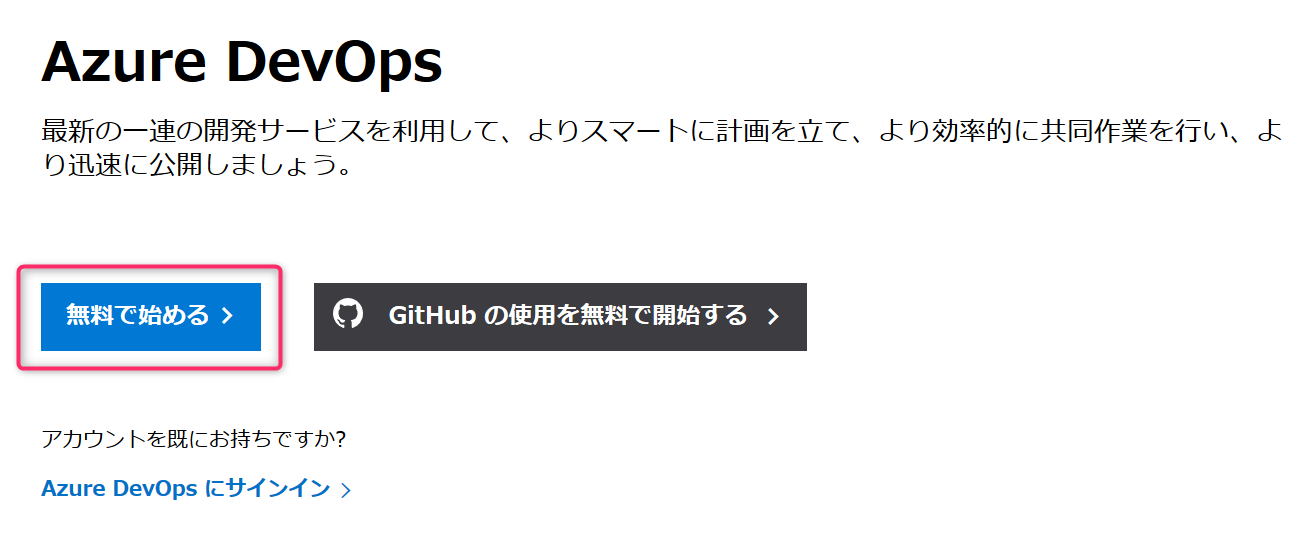 Azure DevOps
最新の一連の開発サービスを利用して、よりスマートに計画を立て、より効率的に共同作業を行い、よ
り迅速に公開しましょう。
無料で始める
GitHub の使用を無料で開始する
アカウントを既にお持ちですか?
Azure DevOps にサインイン